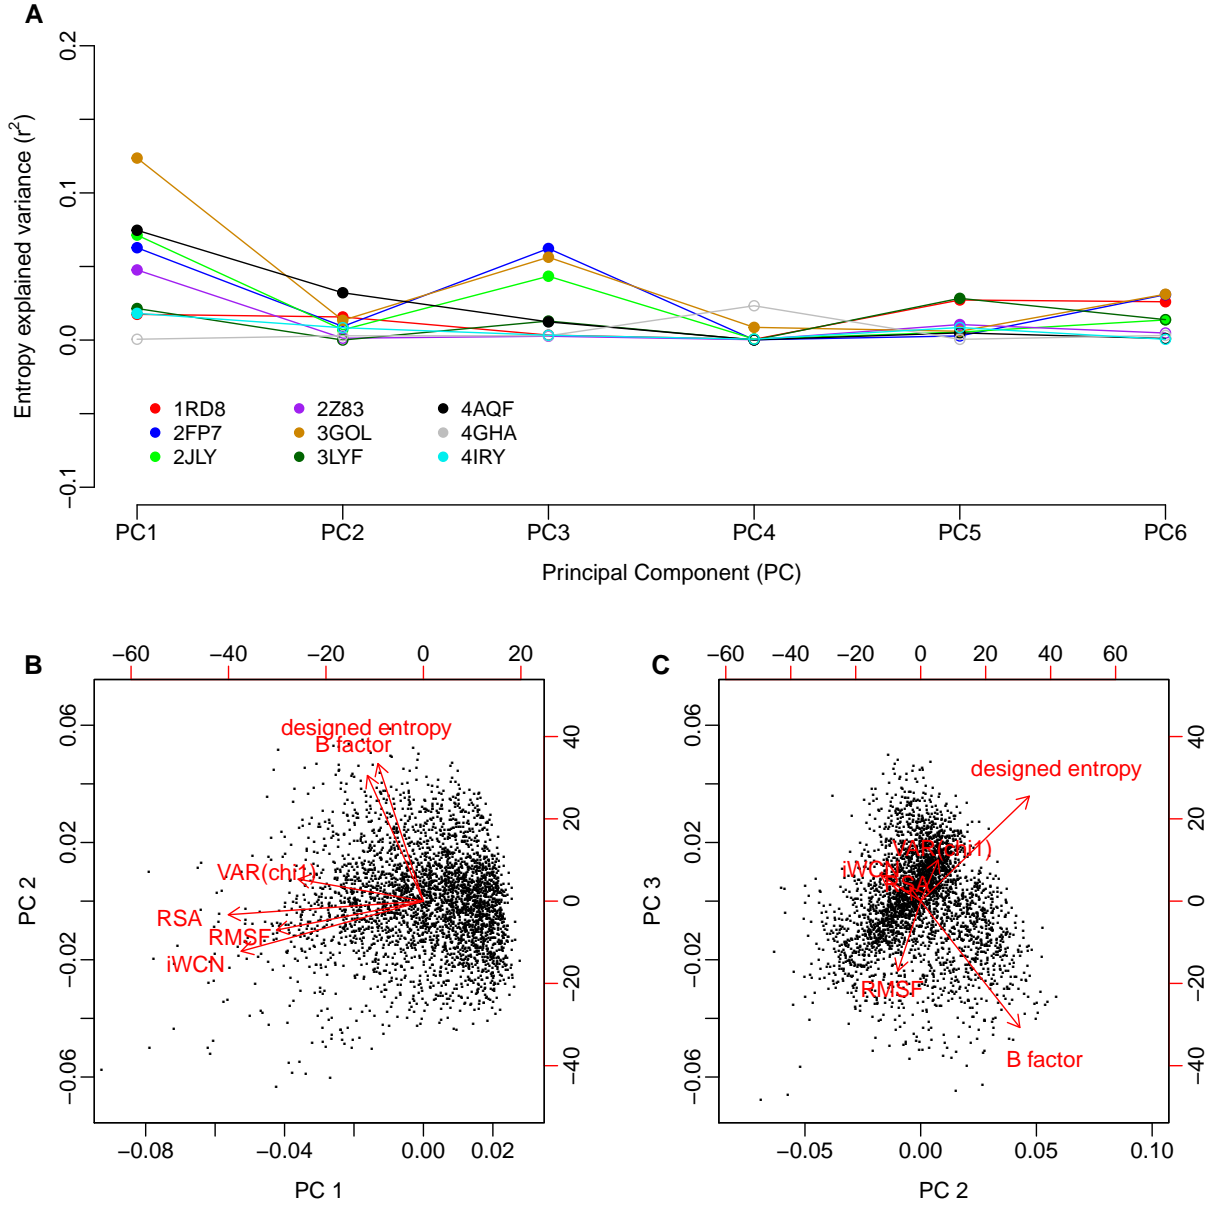 A
0.2
0.1
0.0
−0.1
Entropy explained variance (r²)
1RD8
2FP7
2JLY
2Z83
3GOL
3LYF
4AQF
4GHA
4IRY
PC1
PC2
PC3
PC4
PC5
PC6
Principal Component (PC)
B
−60
−40
−20
0
20
0.06
0.02
−0.02
−0.06
PC 2
designed entropy
B factor
VAR(chi1)
RSA
RMSF
iWCN
40
20
0
−20
−40
−0.08
−0.04
0.00
0.02
PC 1
C
−60
−40
−20
0
20
40
60
0.06
0.02
−0.02
−0.06
PC 3
designed entropy
VAR(chi1)
iWCN
RSA
RMSF
B factor
40
20
0
−20
−40
−0.05
0.00
0.05
0.10
PC 2